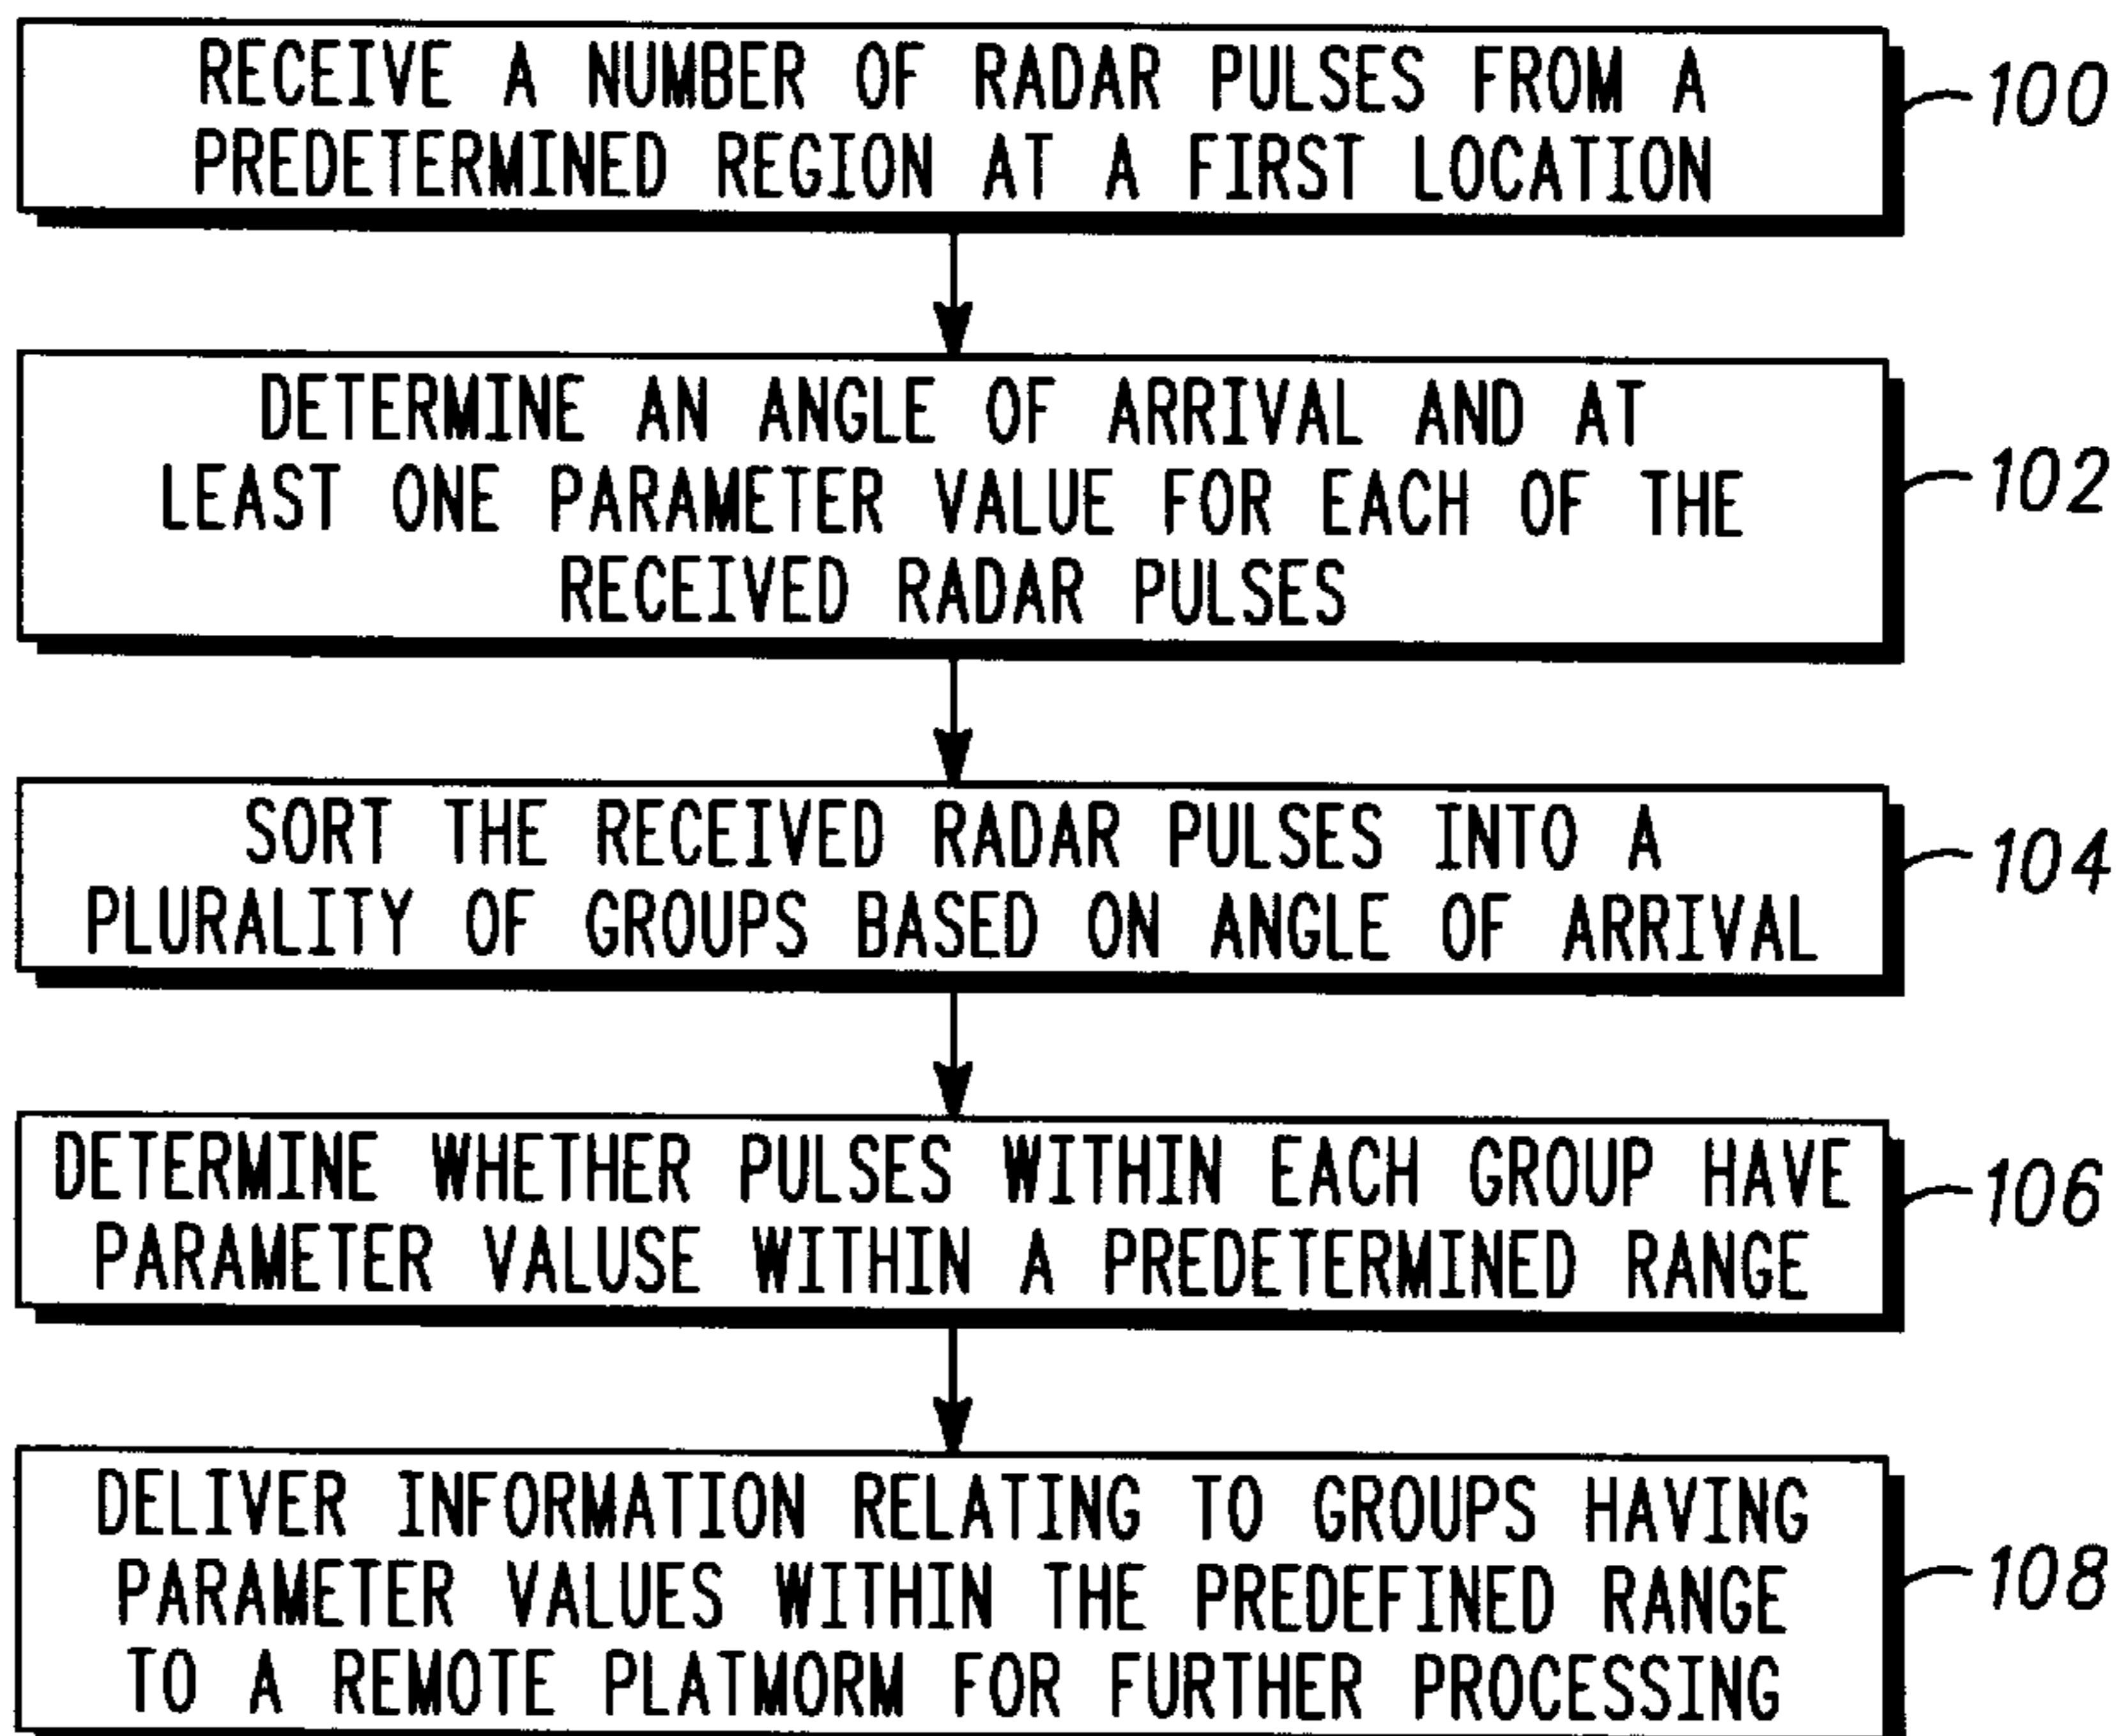 RECEIVE A NUMBER OF RADAR PULSES FROM A
PREDETERMINED REGION AT A FIRST LOCATION
100
DETERMINE AN ANGLE OF ARRIVAL AND AT
LEAST ONE PARAMETER VALUE FOR EACH OF THE
RECEIVED RADAR PULSES
102
SORT THE RECEIVED RADAR PULSES INTO A
PLURALITY OF GROUPS BASED ON ANGLE OF ARRIVAL
104
DETERMINE WHETHER PULSES WITHIN EACH GROUP HAVE
PARAMETER VALUSE WITHIN A PREDETERMINED RANGE
106
DELIVER INFORMATION RELATING TO GROUPS HAVING
PARAMETER VALUES WITHIN THE PREDEFINED RANGE
TO A REMOTE PLATMORM FOR FURTHER PROCESSING
108